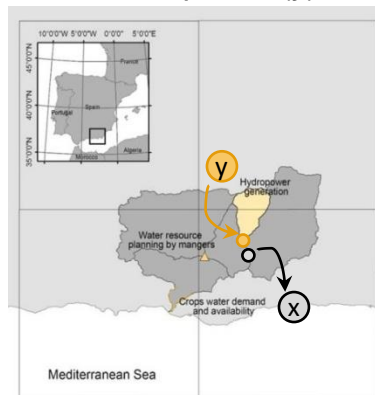 10°0'0"W 5°0'0"W 0°0'0" 5°0'0"E
45°0'0"N
40°0'0"N
35°0'0"N
France
Portugal
Spain
Algeria
Morocco
y
Hydropower
generation
Water resource
planning by mangers
x
Crops water demand
and availability
Mediterranean Sea